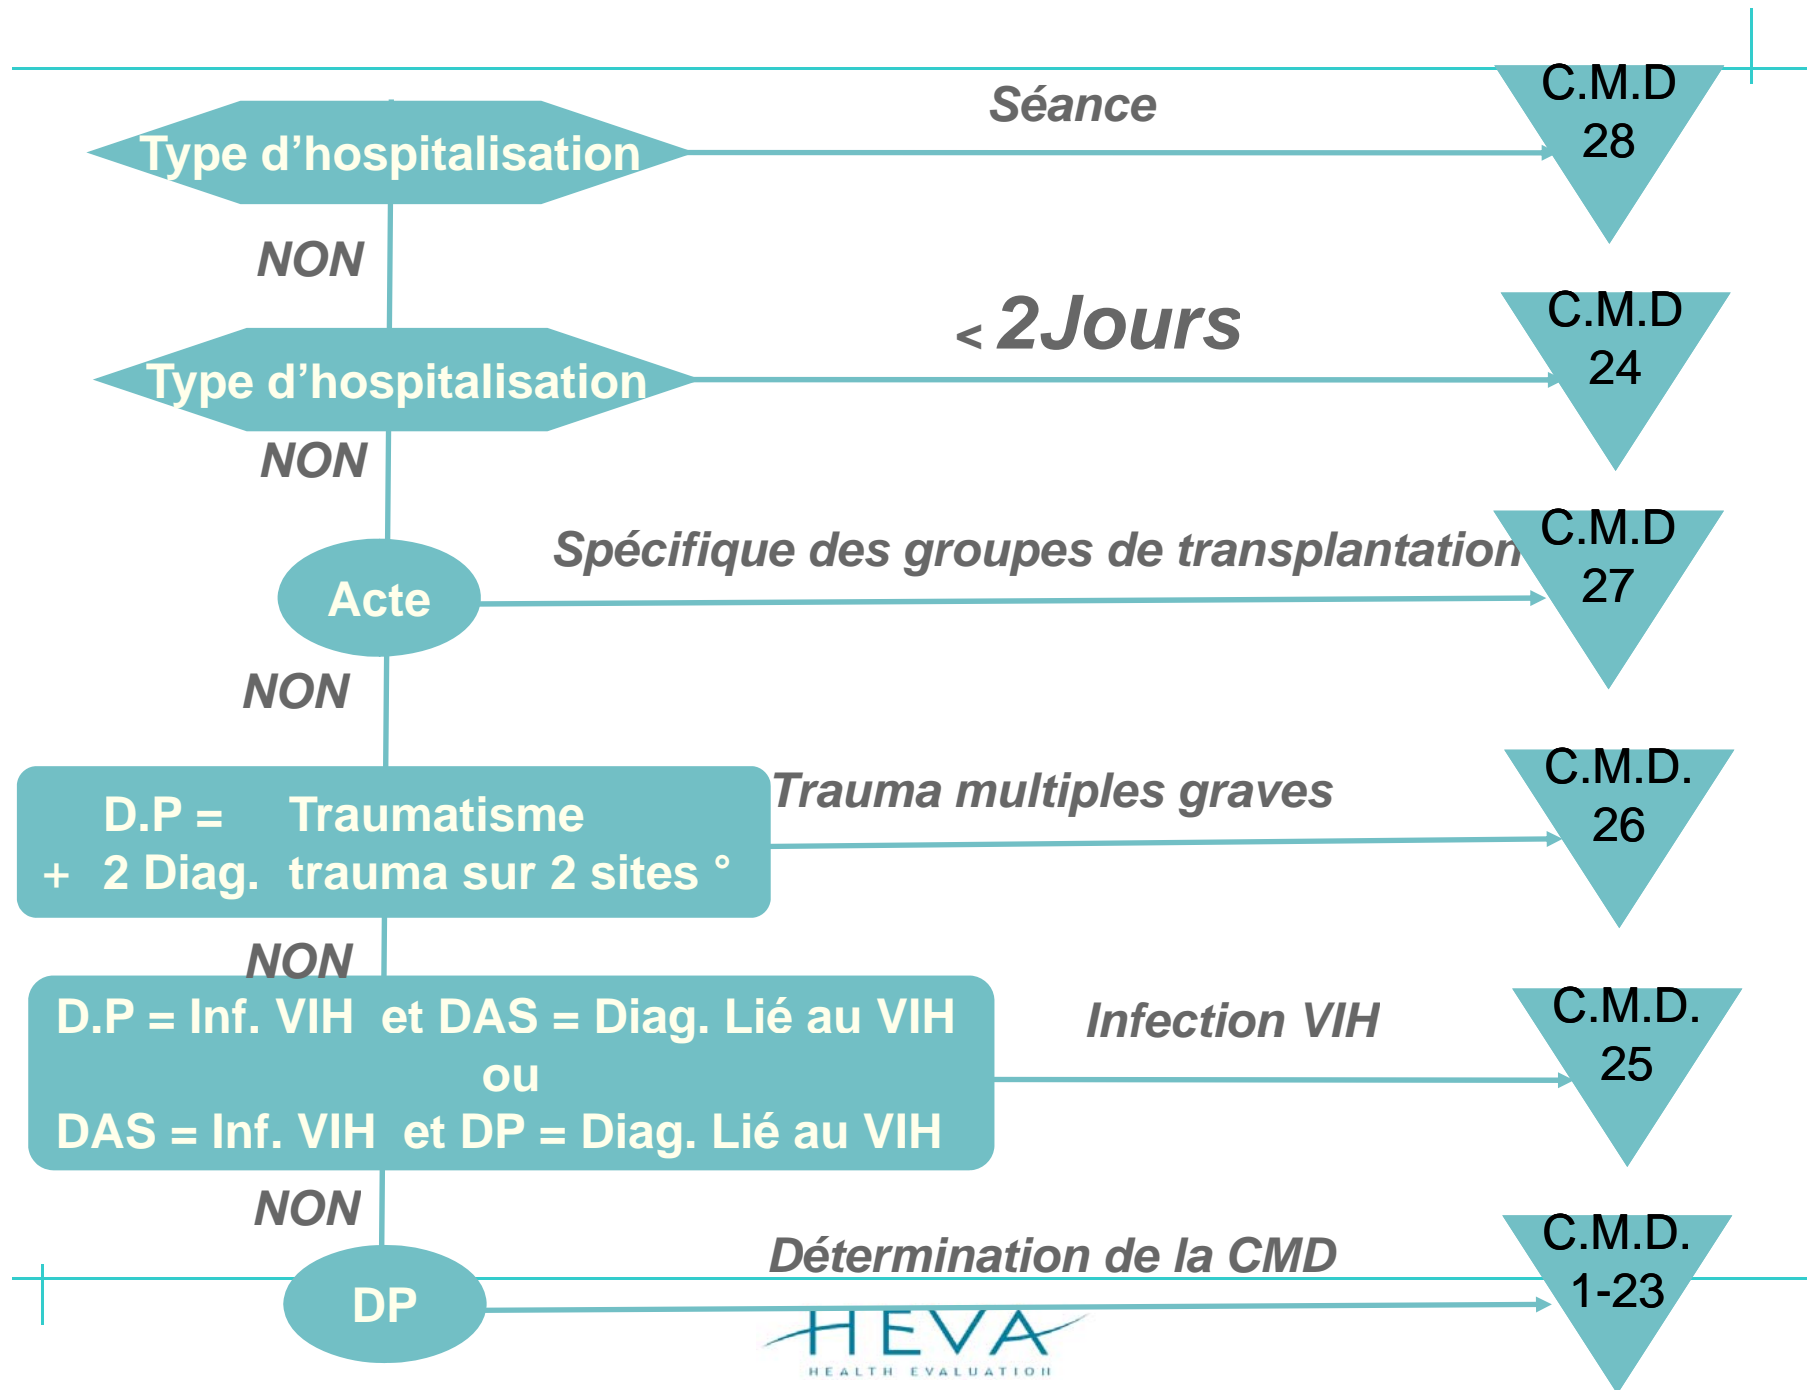 Séance
C.M.D
28
Type d’hospitalisation
NON
< 2Jours
C.M.D
24
Type d’hospitalisation
NON
Spécifique des groupes de transplantation
C.M.D
27
Acte
NON
Trauma multiples graves
C.M.D.
26
D.P = Traumatisme
+ 2 Diag. trauma sur 2 sites °
NON
D.P = Inf. VIH et DAS = Diag. Lié au VIH
ou
DAS = Inf. VIH et DP = Diag. Lié au VIH
Infection VIH
C.M.D.
25
NON
Détermination de la CMD
C.M.D.
1-23
DP
HEVA
HEALTH EVALUATION